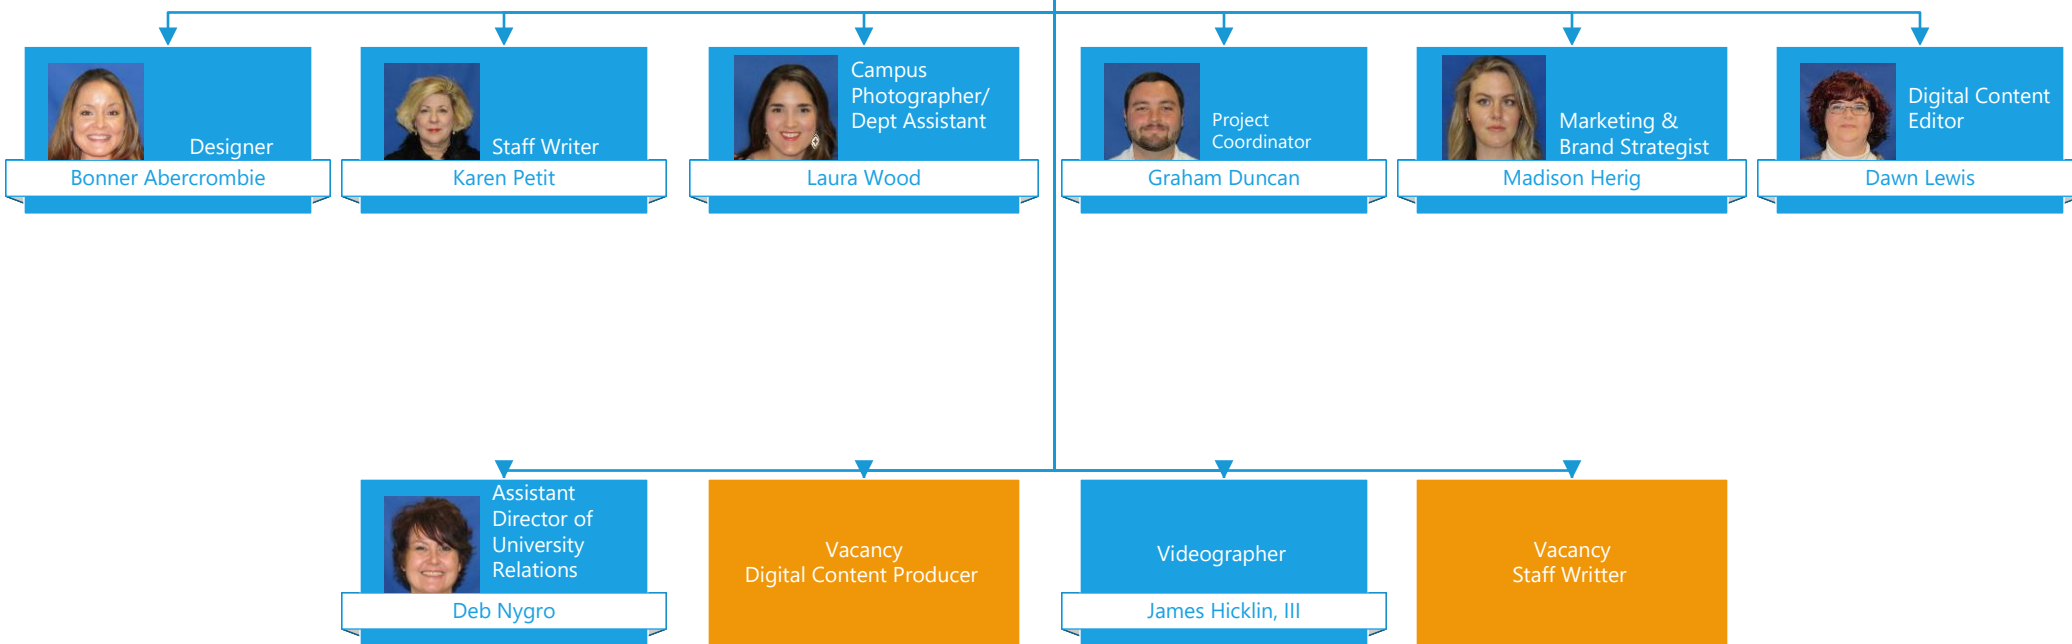 Designer
Bonner Abercrombie
Staff Writer
Karen Petit
Campus
Photographer/
Dept Assistant
Laura Wood
Project
Coordinator
Graham Duncan
Marketing &
Brand Strategist
Madison Herig
Digital Content
Editor
Dawn Lewis
Assistant
Director of
University
Relations
Deb Nygro
Vacancy
Digital Content Producer
Videographer
James Hicklin, III
Vacancy
Staff Writter